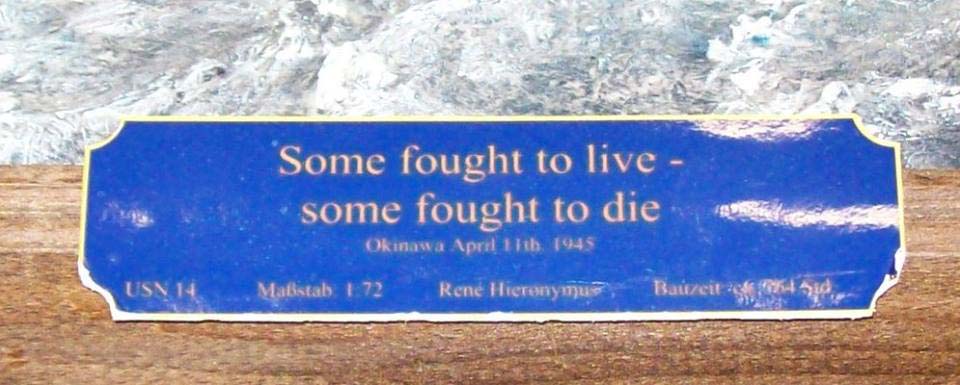 Some fought to live -
some fought to die
Okinawa April 11th. 1945
USN 14 Maßstab 1:72 René Hieronymus Bauzeit